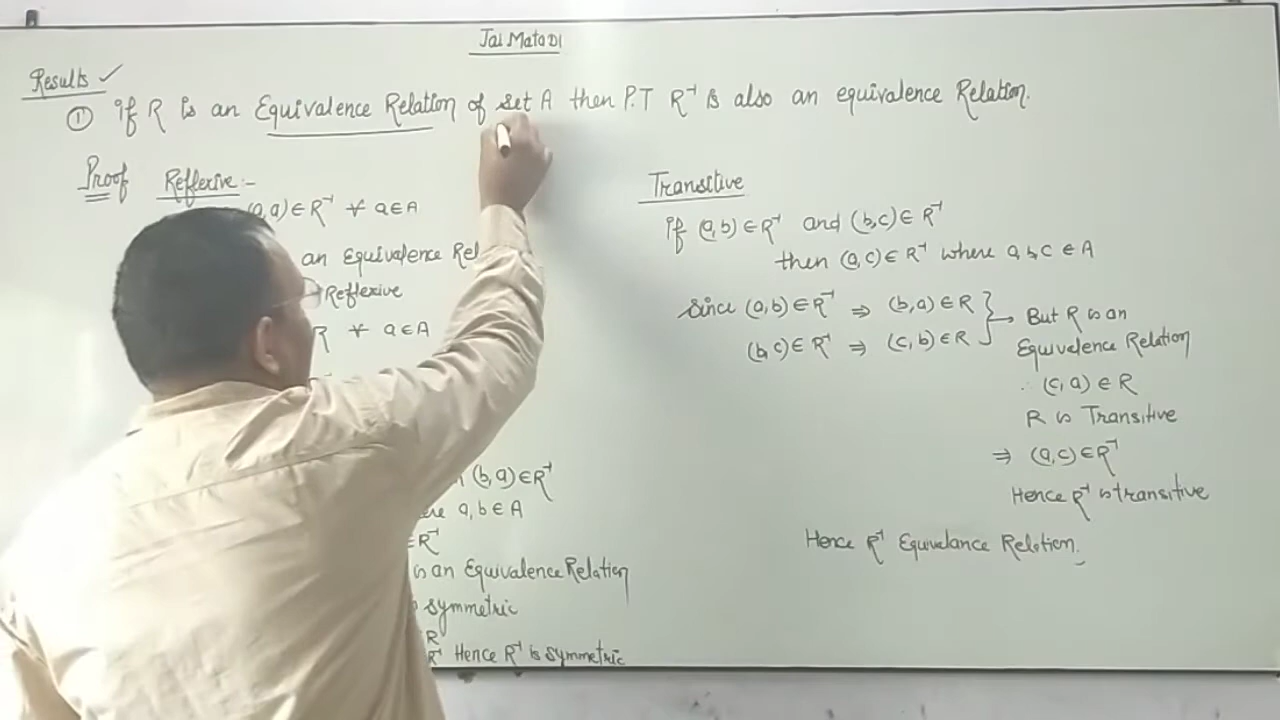 Jai Mata DI
Results ✓
① if R is an Equivalence Relation of set A then P.T R⁻¹ is also an equivalence Relation.
Proof Reflexive:-
(a,a)∈R⁻¹ ∀ a∈A
an Equivalence Rel
Reflexive
R ∀ a∈A
(b,a)∈R⁻¹
ere a,b∈A
∈R⁻¹
is an Equivalence Relation
symmetric
R
R⁻¹ Hence R⁻¹ is symmetric
Transitive
if (a,b)∈R⁻¹ and (b,c)∈R⁻¹
then (a,c)∈R⁻¹ where a,b,c ∈A
Since (a,b)∈R⁻¹ ⇒ (b,a)∈R
(b,c)∈R⁻¹ ⇒ (c,b)∈R } → But R is an
Equivalence Relation
∴ (c,a)∈R
R is Transitive
⇒ (a,c)∈R⁻¹
Hence R⁻¹ is transitive
Hence R⁻¹ Equivalance Relation.